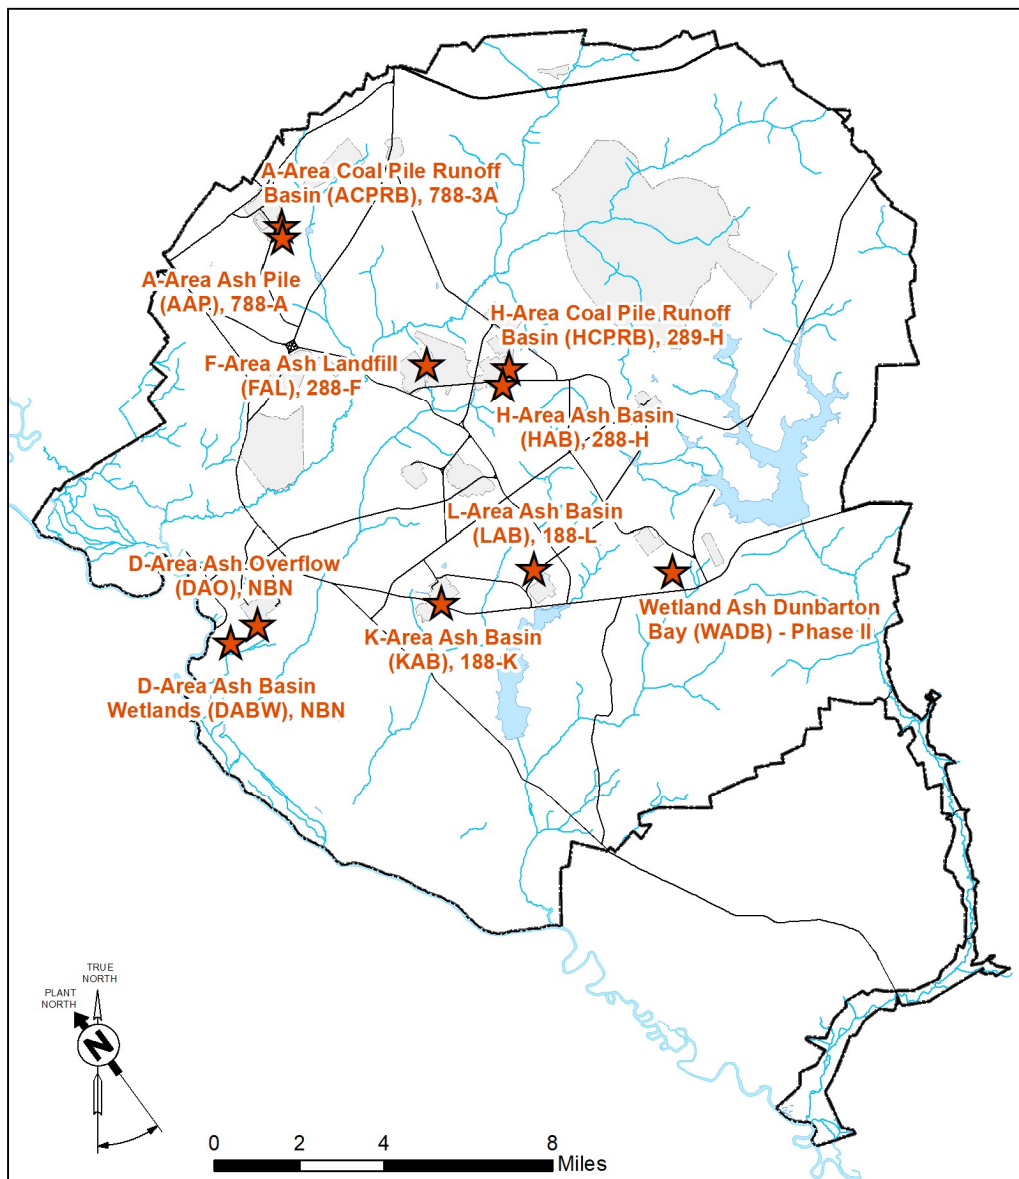 A-Area Coal Pile Runoff
Basin (ACPRB), 788-3A
A-Area Ash Pile
(AAP), 788-A
H-Area Coal Pile Runoff
Basin (HCPRB), 289-H
F-Area Ash Landfill
(FAL), 288-F
H-Area Ash Basin
(HAB), 288-H
L-Area Ash Basin
(LAB), 188-L
D-Area Ash Overflow
(DAO), NBN
Wetland Ash Dunbarton
Bay (WADB) - Phase II
K-Area Ash Basin
(KAB), 188-K
D-Area Ash Basin
Wetlands (DABW), NBN
TRUE
NORTH
PLANT
NORTH
N
0 2 4 8
Miles